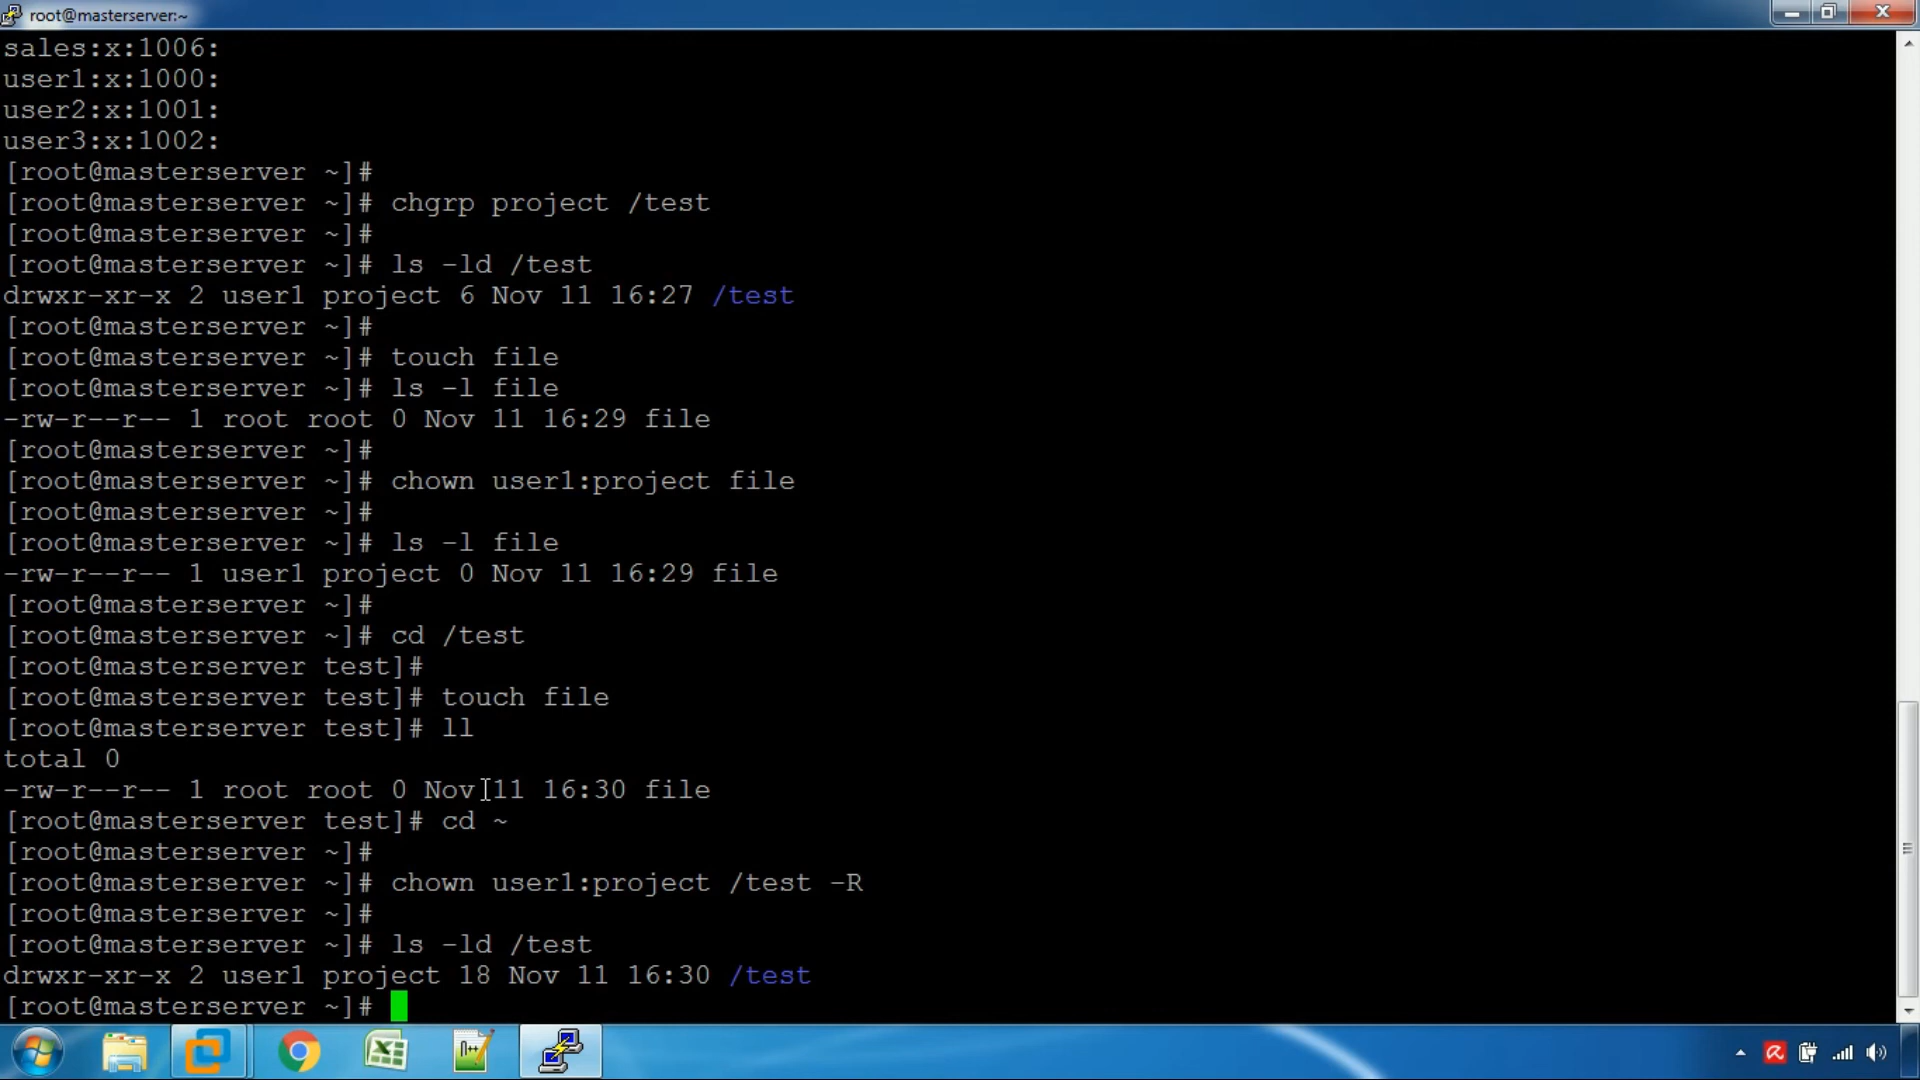 root@masterserver:~
sales:x:1006:
user1:x:1000:
user2:x:1001:
user3:x:1002:
[root@masterserver ~]#
[root@masterserver ~]# chgrp project /test
[root@masterserver ~]#
[root@masterserver ~]# ls -ld /test
drwxr-xr-x 2 user1 project 6 Nov 11 16:27 /test
[root@masterserver ~]#
[root@masterserver ~]# touch file
[root@masterserver ~]# ls -l file
-rw-r--r-- 1 root root 0 Nov 11 16:29 file
[root@masterserver ~]#
[root@masterserver ~]# chown user1:project file
[root@masterserver ~]#
[root@masterserver ~]# ls -l file
-rw-r--r-- 1 user1 project 0 Nov 11 16:29 file
[root@masterserver ~]#
[root@masterserver ~]# cd /test
[root@masterserver test]#
[root@masterserver test]# touch file
[root@masterserver test]# ll
total 0
-rw-r--r-- 1 root root 0 Nov 11 16:30 file
[root@masterserver test]# cd ~
[root@masterserver ~]#
[root@masterserver ~]# chown user1:project /test -R
[root@masterserver ~]#
[root@masterserver ~]# ls -ld /test
drwxr-xr-x 2 user1 project 18 Nov 11 16:30 /test
[root@masterserver ~]#